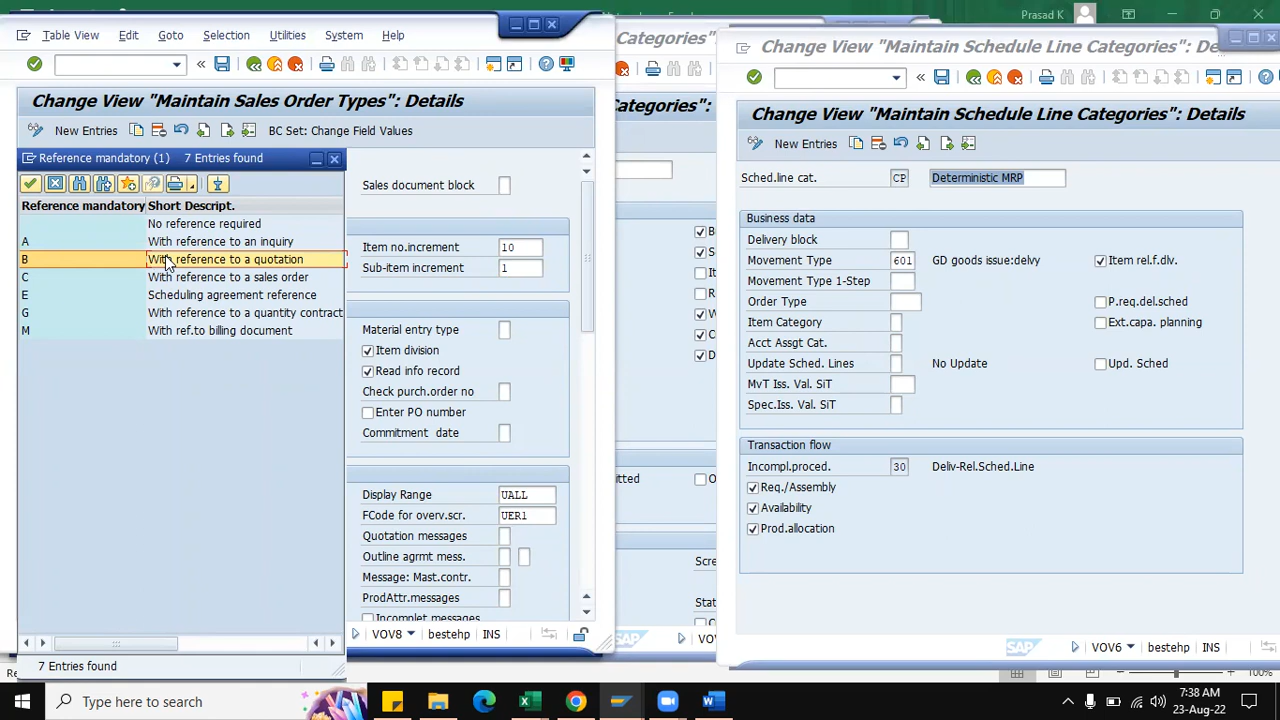 Prasad K
Table View Edit Goto Selection Utilities System Help
Change View "Maintain Sales Order Types": Details
New Entries BC Set: Change Field Values
Reference mandatory (1) 7 Entries found
Reference mandatory Short Descript.
No reference required
A With reference to an inquiry
B With reference to a quotation
C With reference to a sales order
E Scheduling agreement reference
G With reference to a quantity contract
M With ref.to billing document
7 Entries found
Sales document block
Item no.increment 10
Sub-item increment 1
Material entry type
Item division
Read info record
Check purch.order no
Enter PO number
Commitment date
Display Range UALL
FCode for overv.scr. UER1
Quotation messages
Outline agrmt mess.
Message: Mast.contr.
ProdAttr.messages
Incomplet.messages
VOV8 bestehp INS
Categories":
Categories":
Change View "Maintain Schedule Line Categories":
Change View "Maintain Schedule Line Categories": Details
New Entries
Sched.line cat. CP Deterministic MRP
Business data
Delivery block
Movement Type 601 GD goods issue:delvy Item rel.f.dlv.
Movement Type 1-Step
Order Type P.req.del.sched
Item Category Ext.capa. planning
Acct Assgt Cat.
Update Sched. Lines No Update Upd. Sched
MvT Iss. Val. SiT
Spec.Iss. Val. SiT
Transaction flow
Incompl.proced. 30 Deliv-Rel.Sched.Line
Req./Assembly
Availability
Prod.allocation
SAP VOV6 bestehp INS
100%
Type here to search
7:38 AM
23-Aug-22